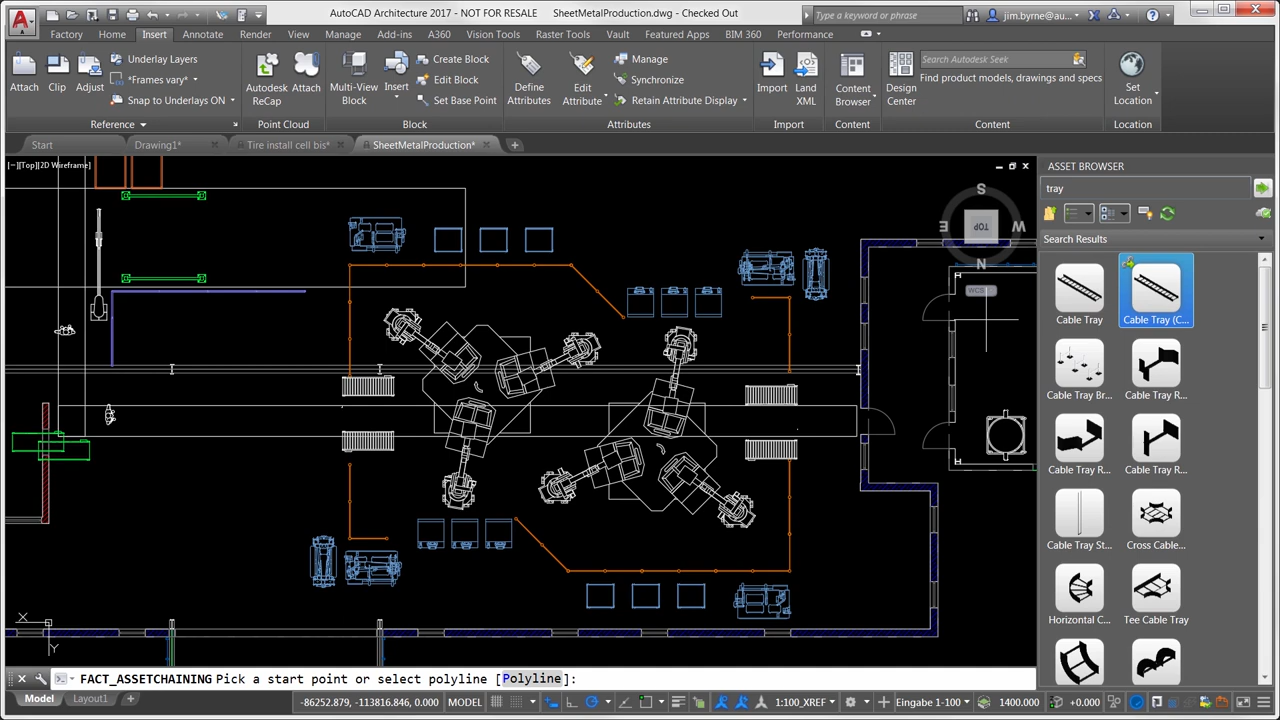 AutoCAD Architecture 2017 - NOT FOR RESALE SheetMetalProduction.dwg - Checked Out
Type a keyword or phrase
jim.byrne@au...
Factory Home Insert Annotate Render View Manage Add-ins A360 Vision Tools Raster Tools Vault Featured Apps BIM 360 Performance
Attach
Clip
Adjust
Underlay Layers
*Frames vary*
Snap to Underlays ON
Reference
Autodesk
ReCap
Attach
Point Cloud
Multi-View
Block
Insert
Create Block
Edit Block
Set Base Point
Block
Define
Attributes
Edit
Attribute
Manage
Synchronize
Retain Attribute Display
Attributes
Import
Land
XML
Import
Content
Browser
Content
Design
Center
Search Autodesk Seek
Find product models, drawings and specs
Content
Set
Location
Location
Start Drawing1* Tire install cell bis* SheetMetalProduction*
[−][Top][2D Wireframe]
S
E
TOP
W
N
WCS
X
Y
ASSET BROWSER
tray
Search Results
Cable Tray
Cable Tray (C...
Cable Tray Br...
Cable Tray R...
Cable Tray R...
Cable Tray R...
Cable Tray St...
Cross Cable...
Horizontal C...
Tee Cable Tray
FACT_ASSETCHAINING Pick a start point or select polyline [Polyline]:
Model Layout1
-86252.879, -113816.846, 0.000 MODEL 1:100_XREF Eingabe 1-100 1400.000 +0.000